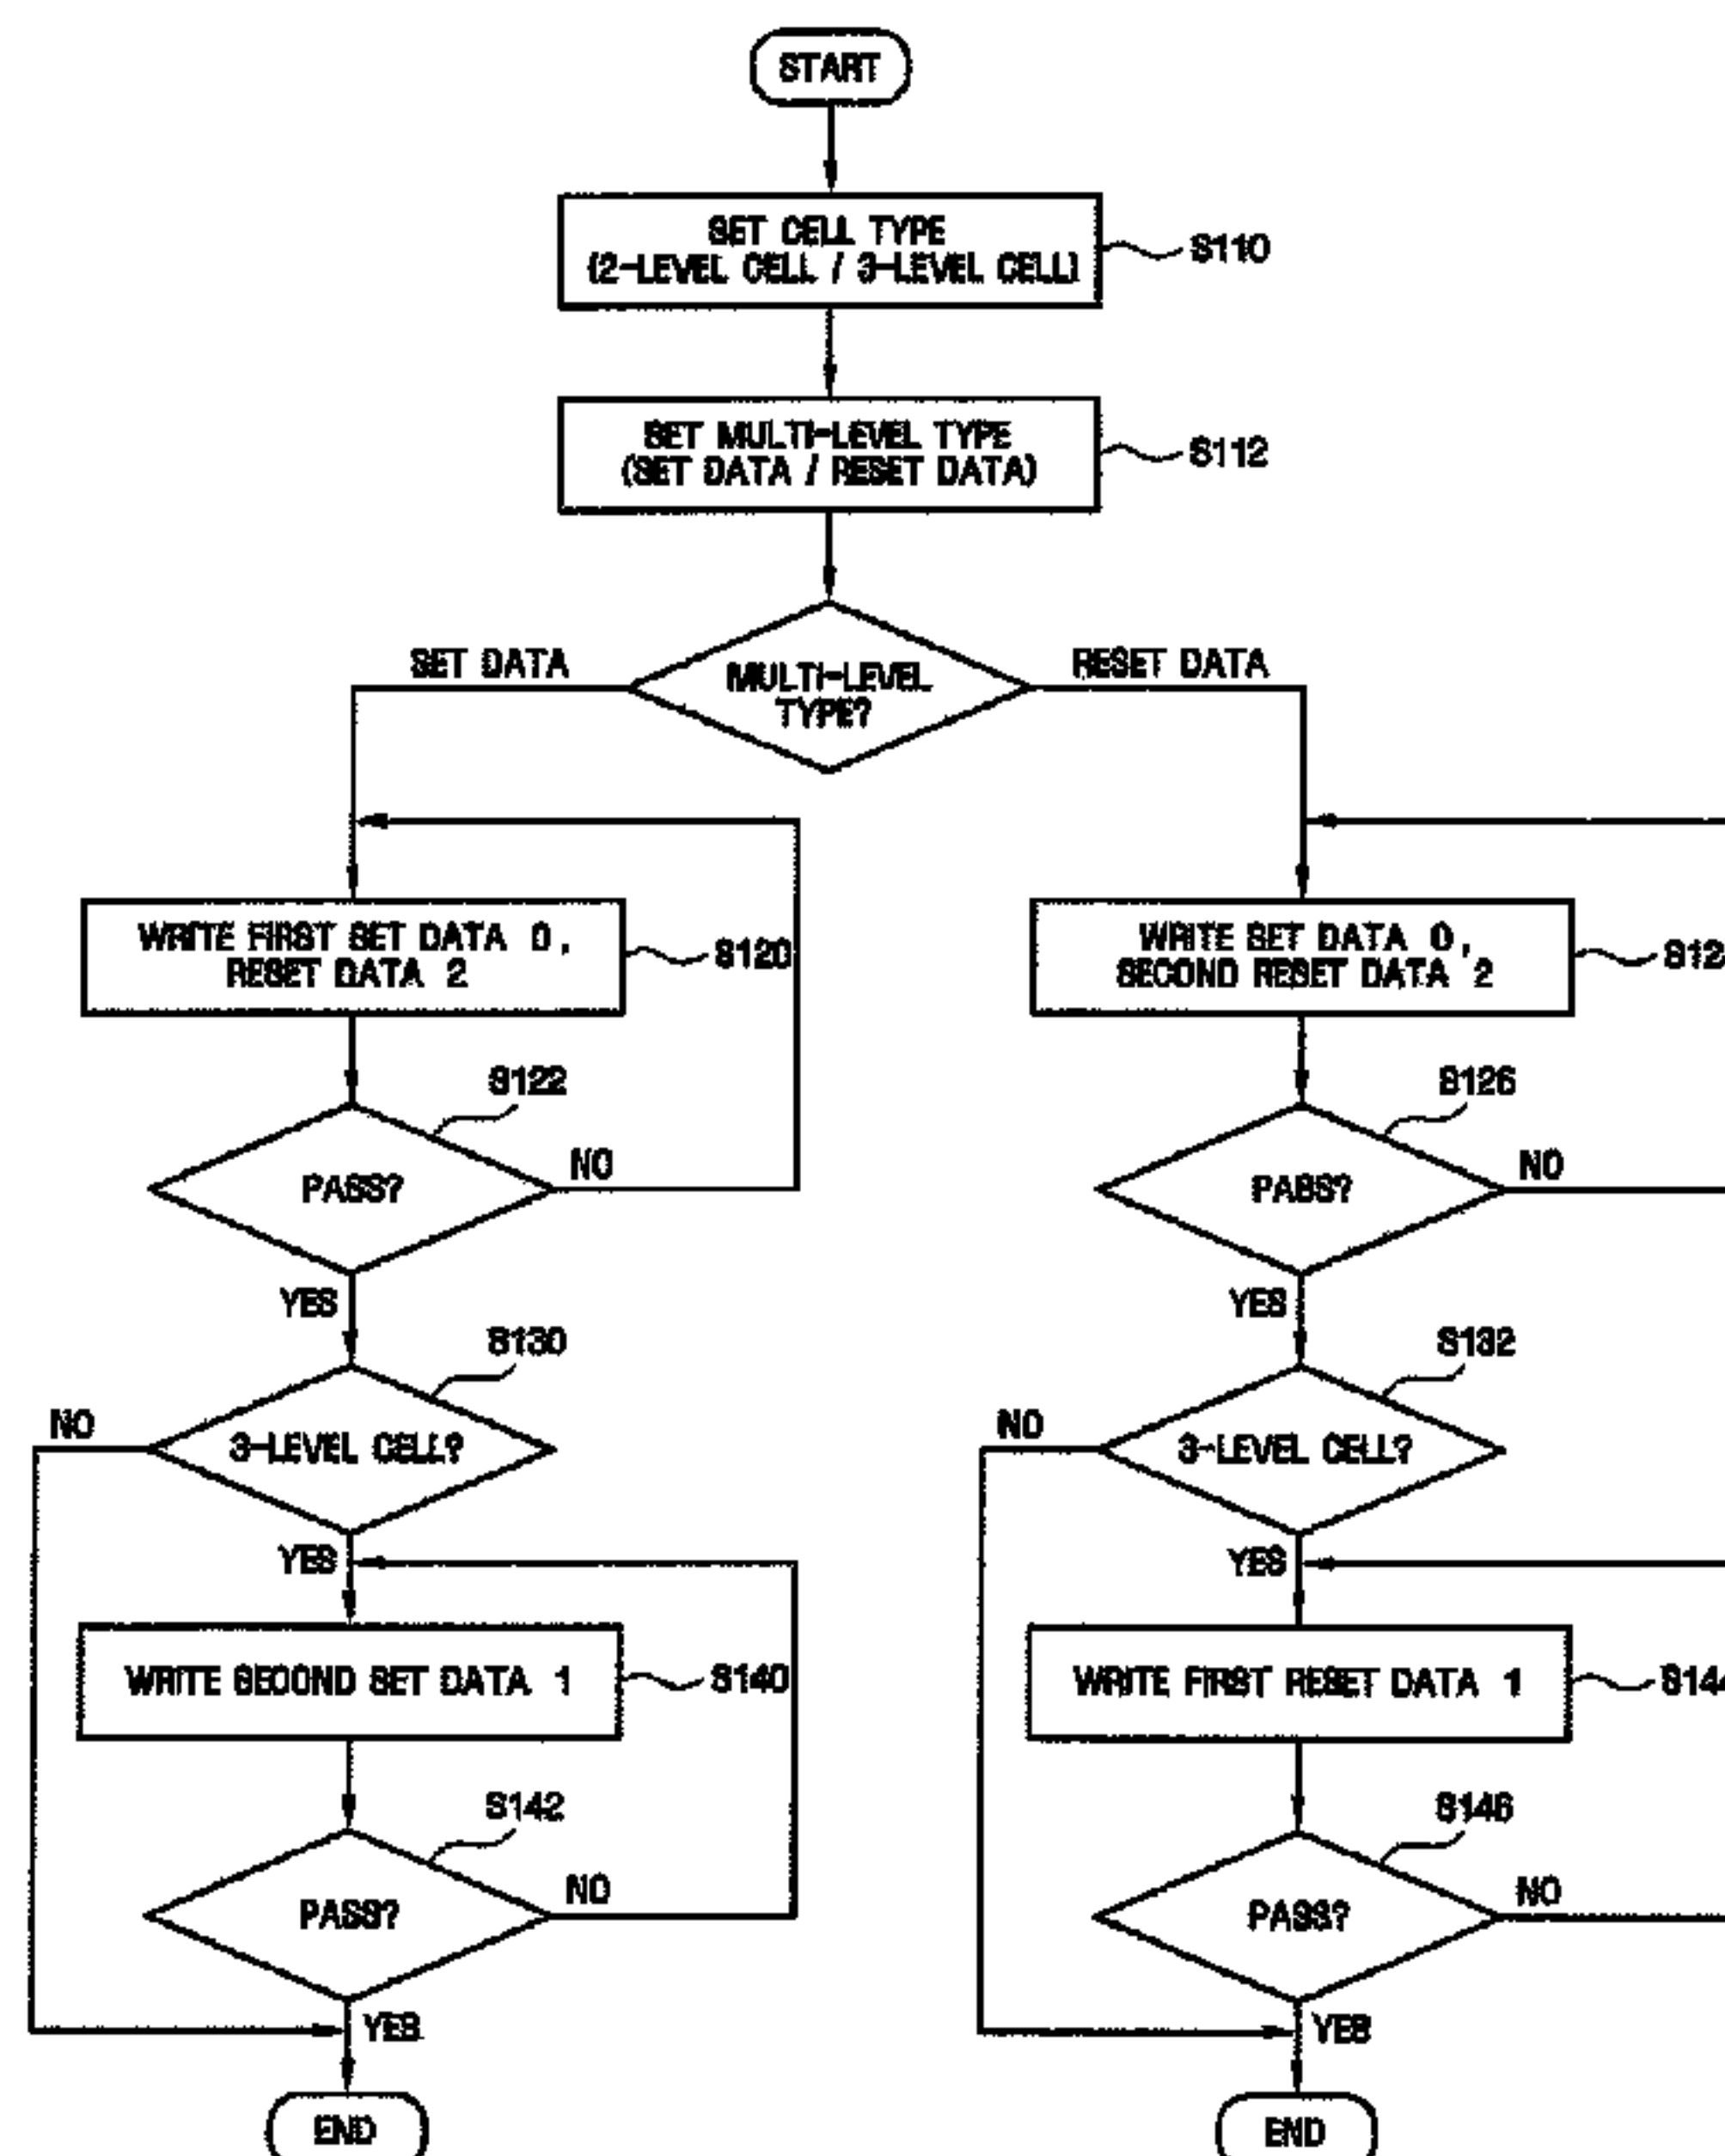 START
SET CELL TYPE
(2-LEVEL CELL / 3-LEVEL CELL)
S110
SET MULTI-LEVEL TYPE
(SET DATA / RESET DATA)
S112
SET DATA
MULTI-LEVEL
TYPE?
RESET DATA
WRITE FIRST SET DATA 0,
RESET DATA 2
S120
WRITE SET DATA 0,
SECOND RESET DATA '2
S12
S122
PASS?
NO
YES
S126
PASS?
NO
YES
S130
NO
3-LEVEL CELL?
YES
S132
NO
3-LEVEL CELL?
YES
WRITE SECOND SET DATA 1
S140
WRITE FIRST RESET DATA 1
S144
S142
PASS?
NO
YES
S146
PASS?
NO
YES
END
END